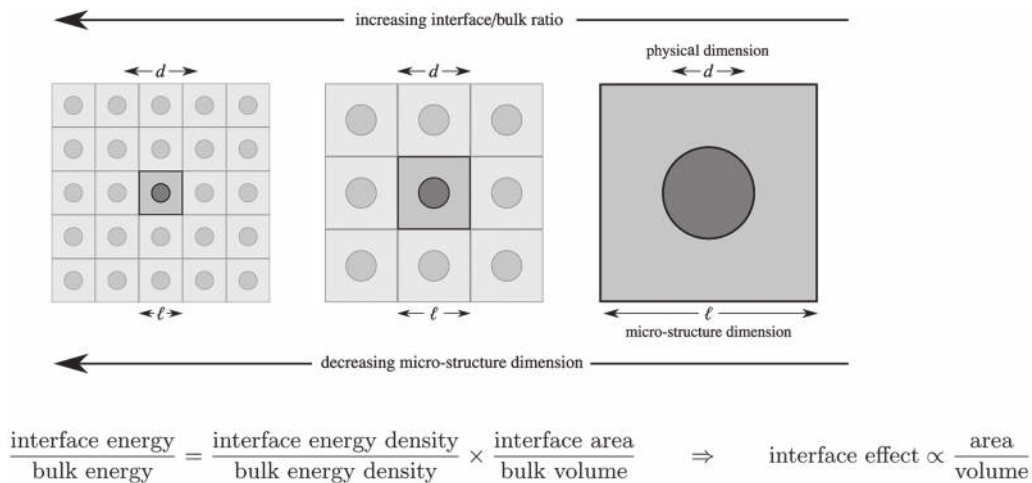 increasing interface/bulk ratio
physical dimension
d
d
d
ℓ
ℓ
ℓ
micro-structure dimension
decreasing micro-structure dimension
interface energy / bulk energy = interface energy density / bulk energy density × interface area / bulk volume ⇒ interface effect ∝ area / volume